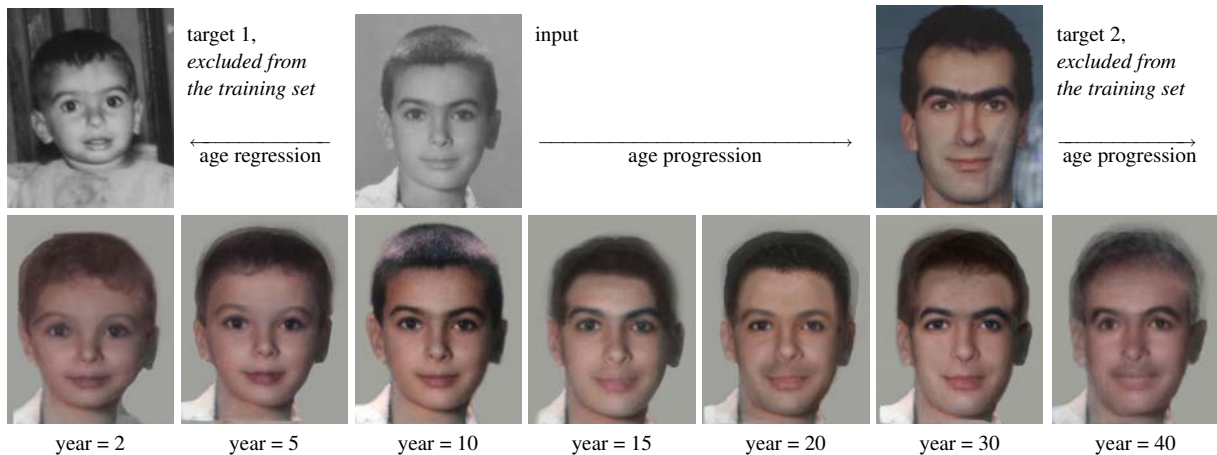 target 1,
excluded from
the training set
age regression
input
age progression
target 2,
excluded from
the training set
age progression
year = 2
year = 5
year = 10
year = 15
year = 20
year = 30
year = 40